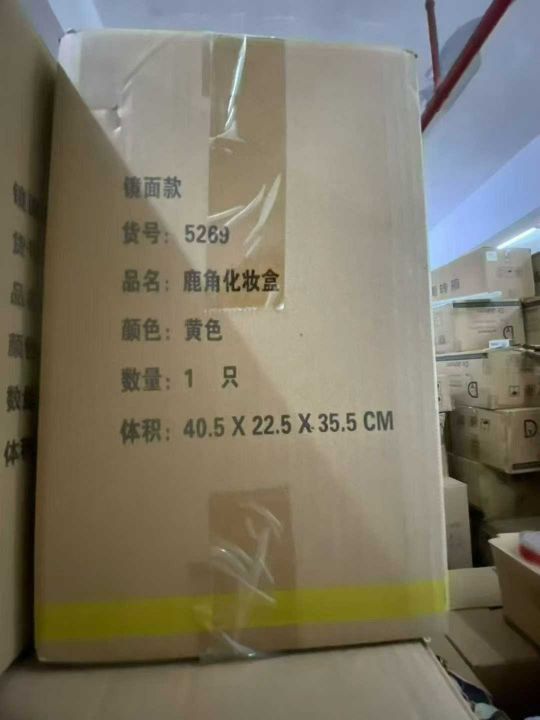 镜面款
货号：5269
品名：鹿角化妆盒
颜色：黄色
数量：1 只
体积：40.5 X 22.5 X 35.5 CM